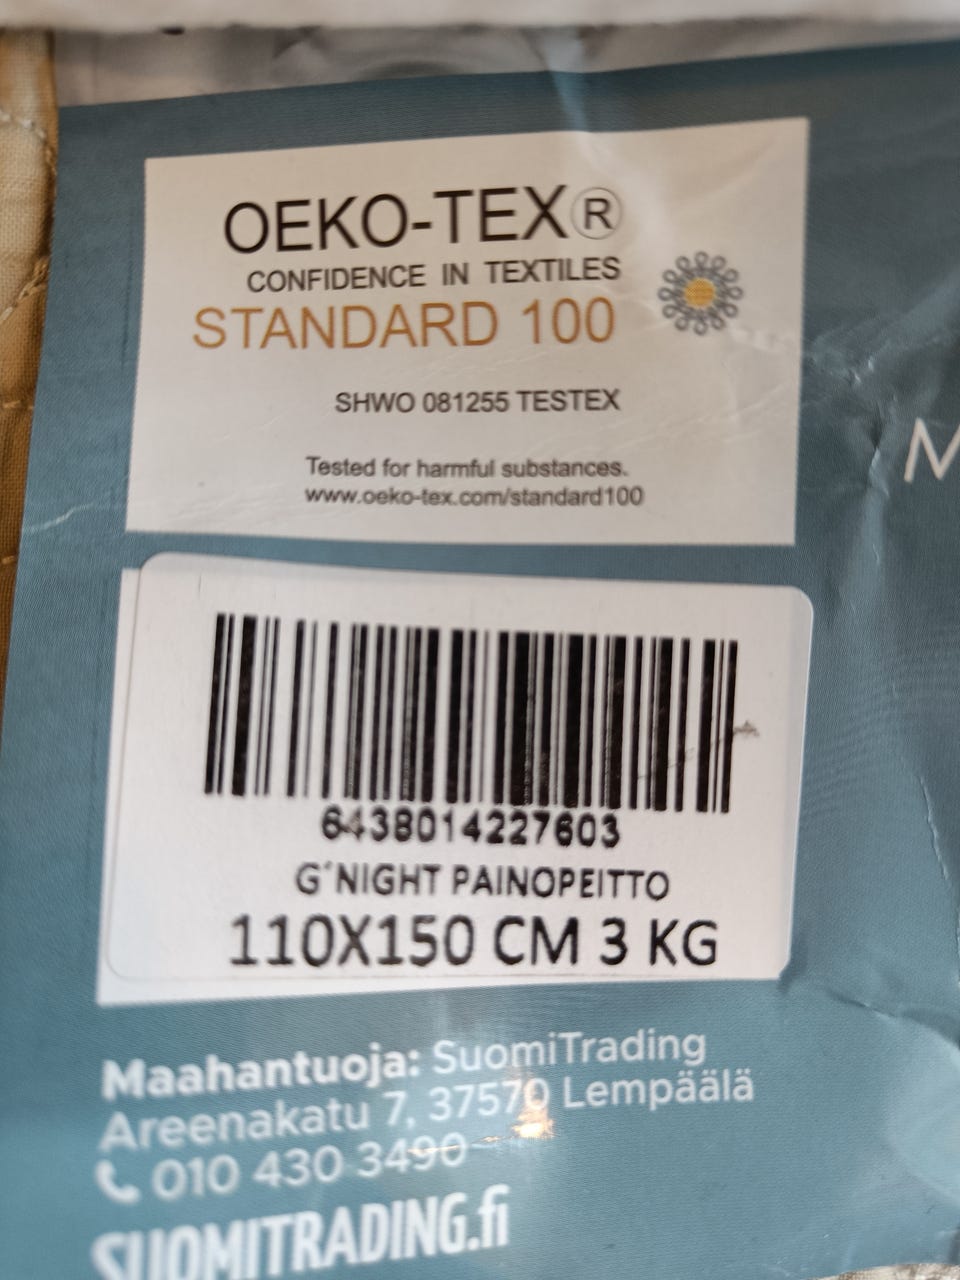 OEKO-TEX®
CONFIDENCE IN TEXTILES
STANDARD 100
SHWO 081255 TESTEX
Tested for harmful substances.
www.oeko-tex.com/standard100
M
6438014227603
G´NIGHT PAINOPEITTO
110X150 CM 3 KG
Maahantuoja: SuomiTrading
Areenakatu 7, 37570 Lempäälä
010 430 3490
SUOMITRADING.fi